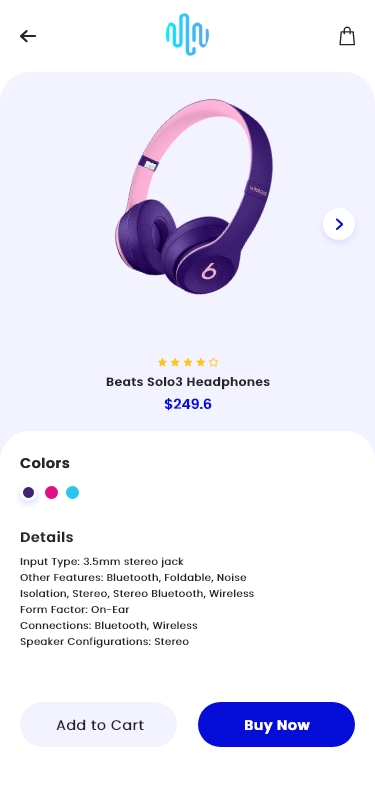 Beats Solo3 Headphones
$249.6
Colors
Details
Input Type: 3.5mm stereo jack
Other Features: Bluetooth, Foldable, Noise
Isolation, Stereo, Stereo Bluetooth, Wireless
Form Factor: On-Ear
Connections: Bluetooth, Wireless
Speaker Configurations: Stereo
Add to Cart
Buy Now